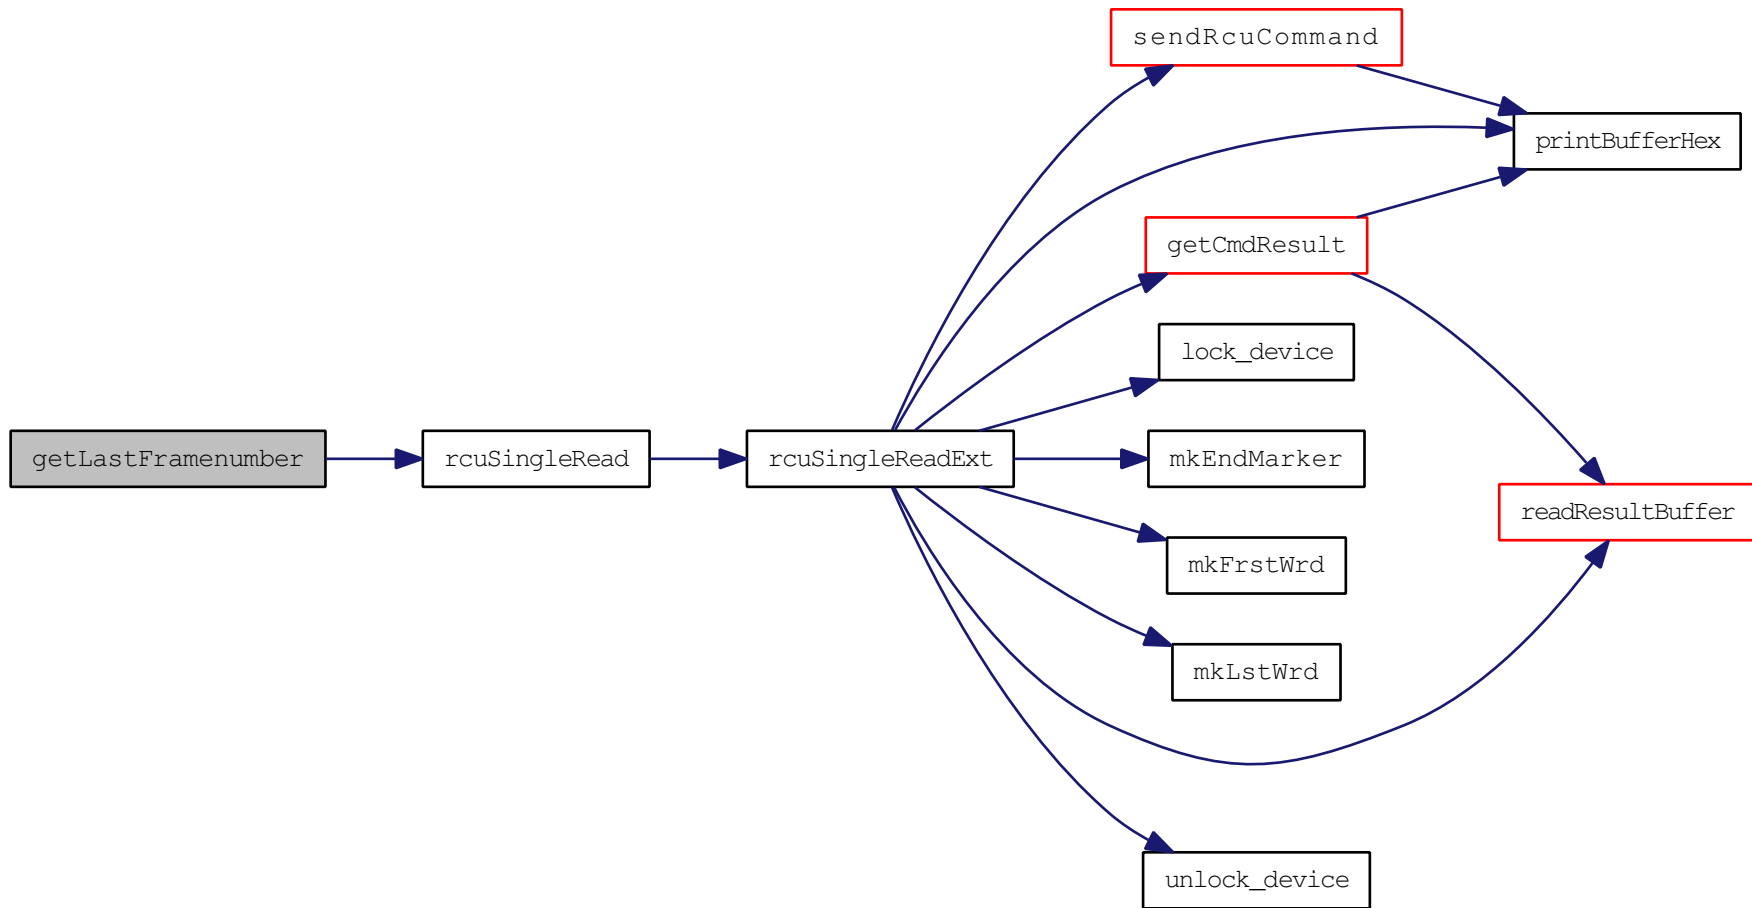 sendRcuCommand
printBufferHex
getCmdResult
lock_device
getLastFramenumber
rcuSingleRead
rcuSingleReadExt
mkEndMarker
readResultBuffer
mkFrstWrd
mkLstWrd
unlock_device